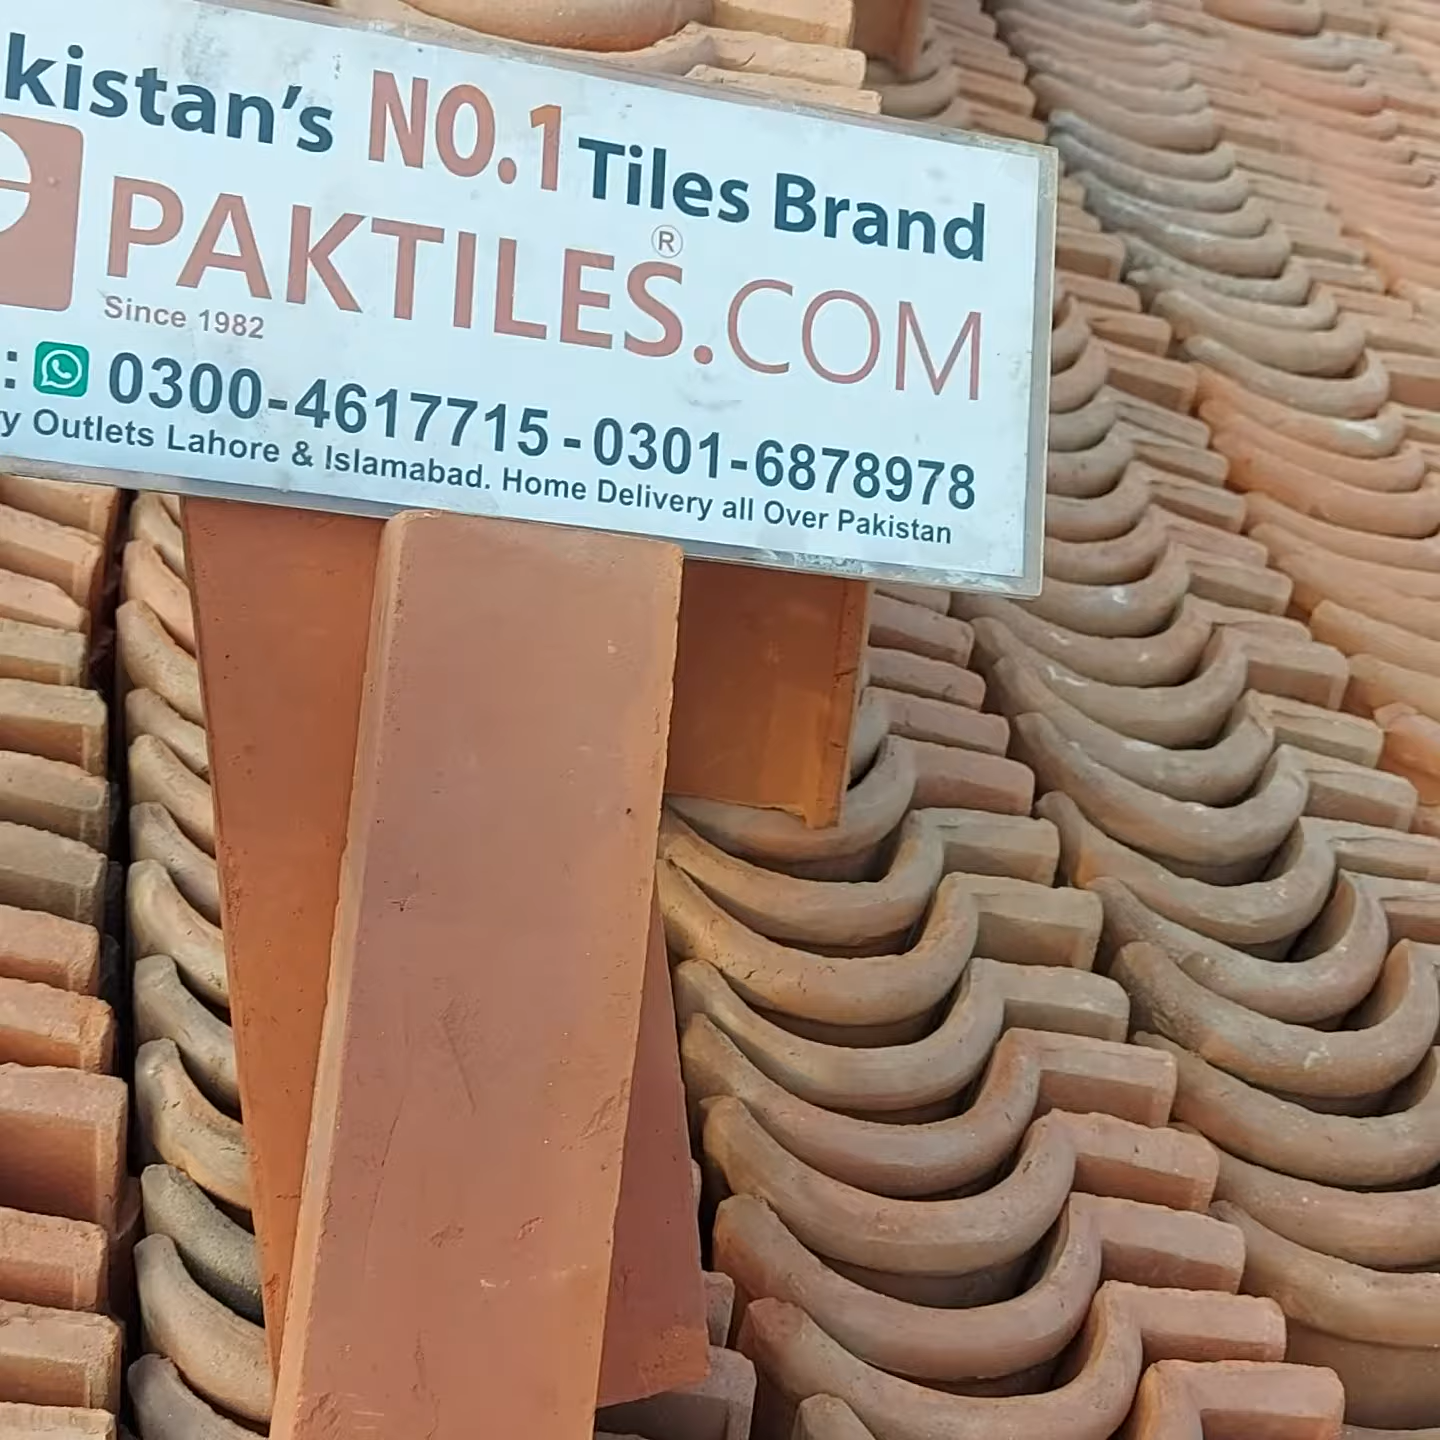 kistan's NO.1 Tiles Brand
PAKTILES®.COM
Since 1982
: 0300-4617715 - 0301-6878978
y Outlets Lahore & Islamabad. Home Delivery all Over Pakistan